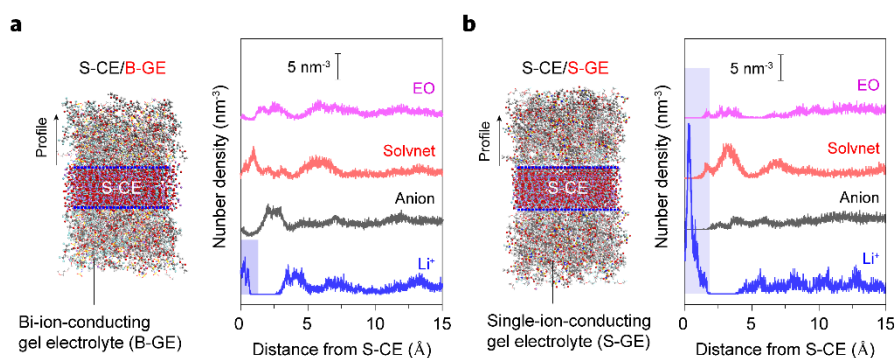 a
S-CE/B-GE
Profile
S-CE
Bi-ion-conducting
gel electrolyte (B-GE)
Nunber density (nm-3)
5 nm-3
EO
Solvnet
Anion
Li+
0 5 10 15
Distance from S-CE (Å)
b
S-CE/S-GE
Profile
S-CE
Single-ion-conducting
gel electrolyte (S-GE)
Nunber density (nm-3)
5 nm-3
EO
Solvnet
Anion
Li+
0 5 10 15
Distance from S-CE (Å)